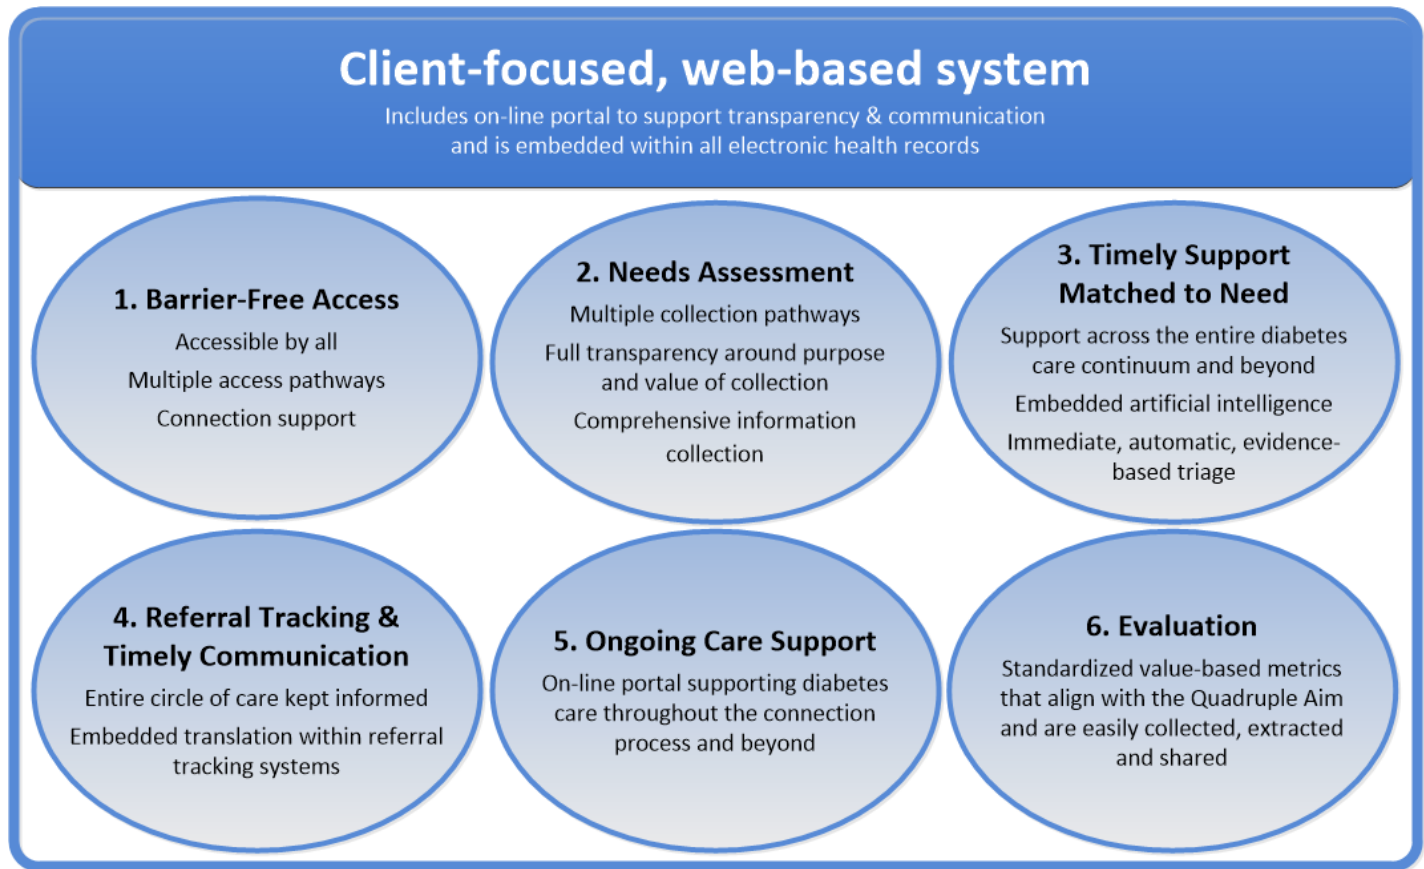 Client-focused, web-based system
Includes on-line portal to support transparency & communication
and is embedded within all electronic health records
1. Barrier-Free Access
Accessible by all
Multiple access pathways
Connection support
2. Needs Assessment
Multiple collection pathways
Full transparency around purpose
and value of collection
Comprehensive information
collection
3. Timely Support
Matched to Need
Support across the entire diabetes
care continuum and beyond
Embedded artificial intelligence
Immediate, automatic, evidence-
based triage
4. Referral Tracking &
Timely Communication
Entire circle of care kept informed
Embedded translation within referral
tracking systems
5. Ongoing Care Support
On-line portal supporting diabetes
care throughout the connection
process and beyond
6. Evaluation
Standardized value-based metrics
that align with the Quadruple Aim
and are easily collected, extracted
and shared